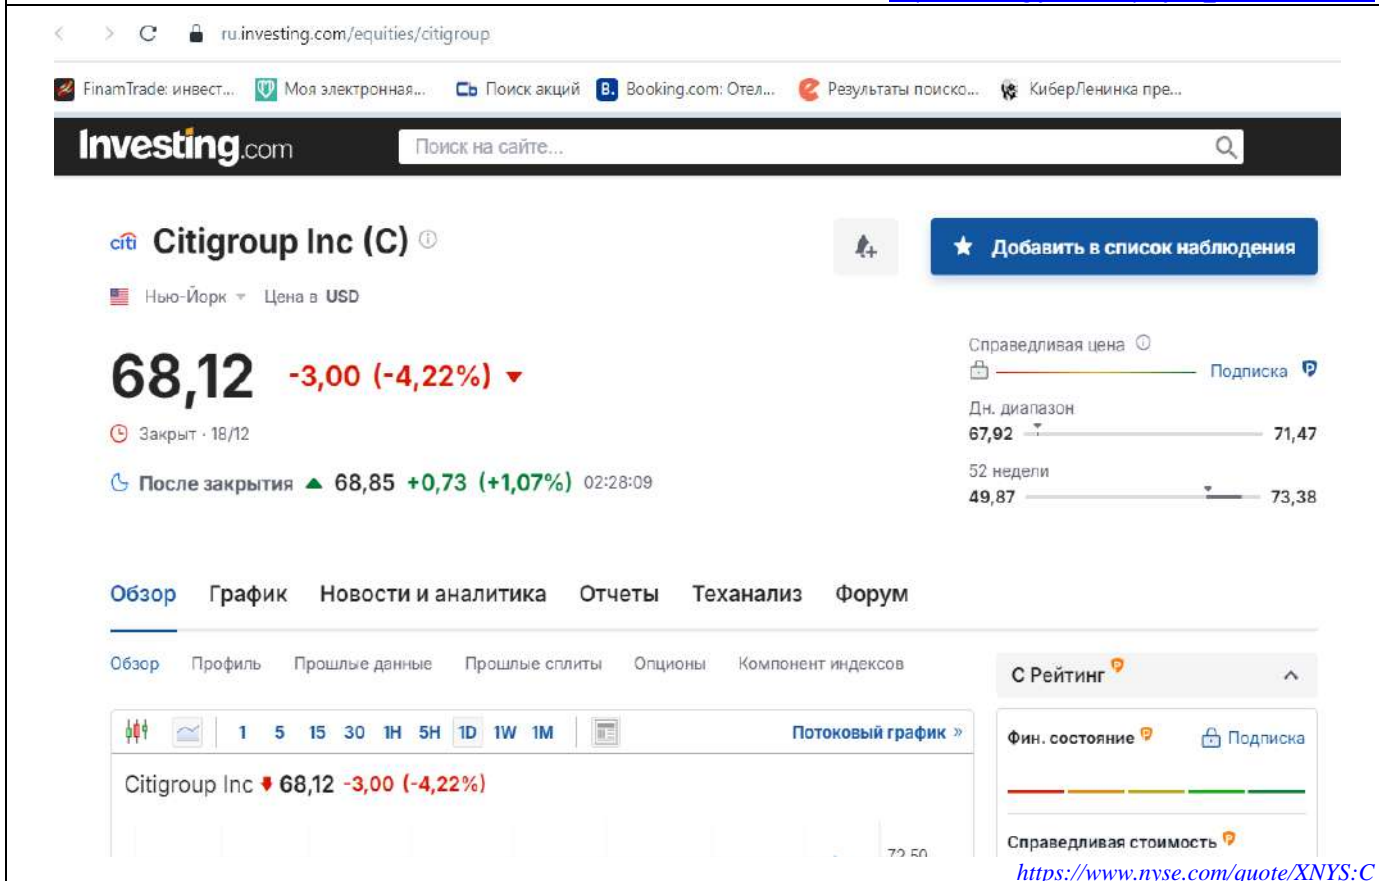 ru.investing.com/equities/citigroup
FinamTrade: инвест... Моя электронная... Cь Поиск акций B. Booking.com: Отел... Результаты поиско... КиберЛенинка пре...
Investing.com Поиск на сайте...
citi Citigroup Inc (C)
Добавить в список наблюдения
Нью-Йорк Цена в USD
68,12 -3,00 (-4,22%)
Закрыт · 18/12
После закрытия 68,85 +0,73 (+1,07%) 02:28:09
Справедливая цена
Подписка
Дн. диапазон
67,92 71,47
52 недели
49,87 73,38
Обзор График Новости и аналитика Отчеты Теханализ Форум
Обзор Профиль Прошлые данные Прошлые сплиты Опционы Компонент индексов
1 5 15 30 1H 5H 1D 1W 1M Потоковый график »
Citigroup Inc 68,12 -3,00 (-4,22%)
72,50
C Рейтинг
Фин. состояние Подписка
Справедливая стоимость
https://www.nyse.com/quote/XNYS:C